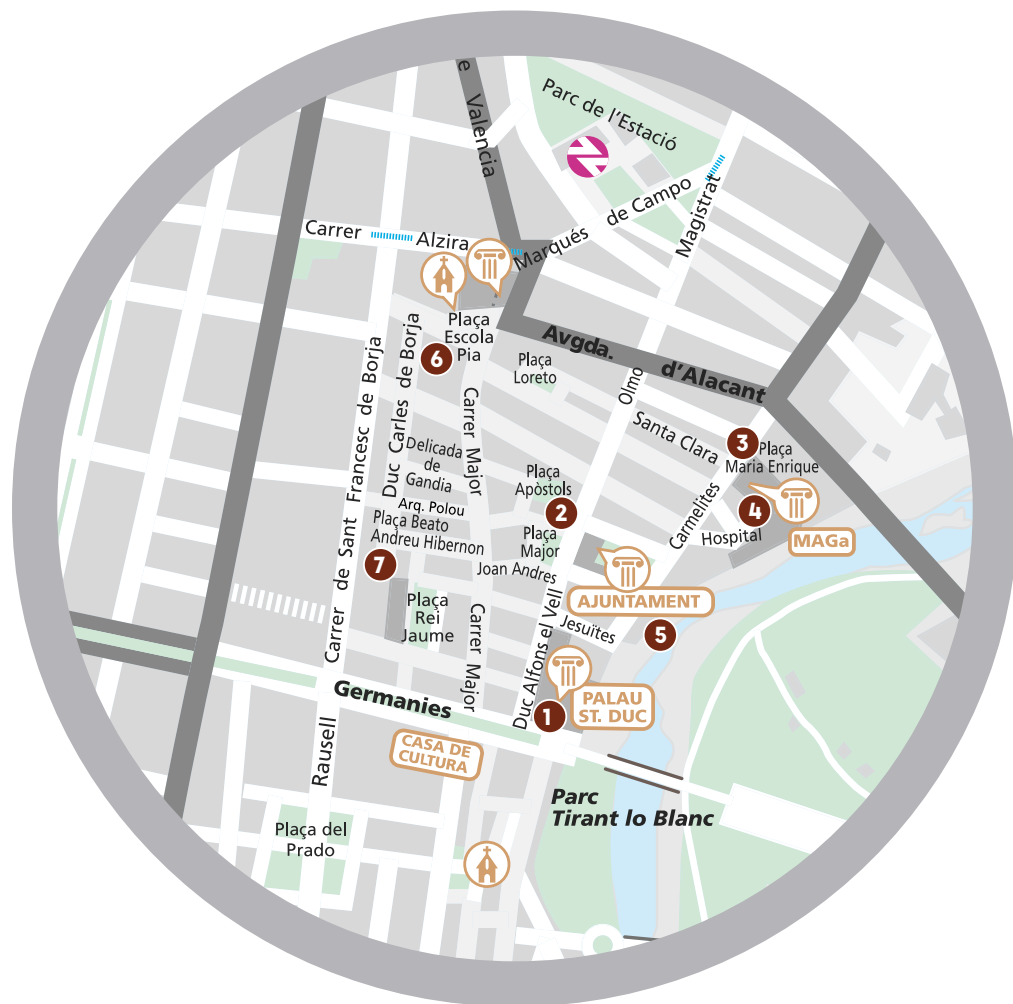 e Valencia
Parc de l'Estació
Marqués de Campo
Magistrat
Carrer Alzira
Plaça
Escola
Pia
6
Avgda. d'Alacant
Plaça
Loreto
Olmo
Santa Clara
3
Plaça
Maria Enrique
Carrer de Sant Francesc de Borja
Duc Carles de Borja
Carrer Major
Delicada
de
Gandia
Arq. Polou
Plaça Beato
Andreu Hibernon
Plaça
Apòstols
2
Plaça
Major
Joan Andres
Carmelites
4
Hospital
MAGa
7
AJUNTAMENT
Plaça
Rei
Jaume
Carrer Major
Duc Alfons el Vell
Jesuïtes
5
Germanies
PALAU
ST. DUC
1
CASA DE
CULTURA
Rausell
Parc
Tirant lo Blanc
Plaça del
Prado